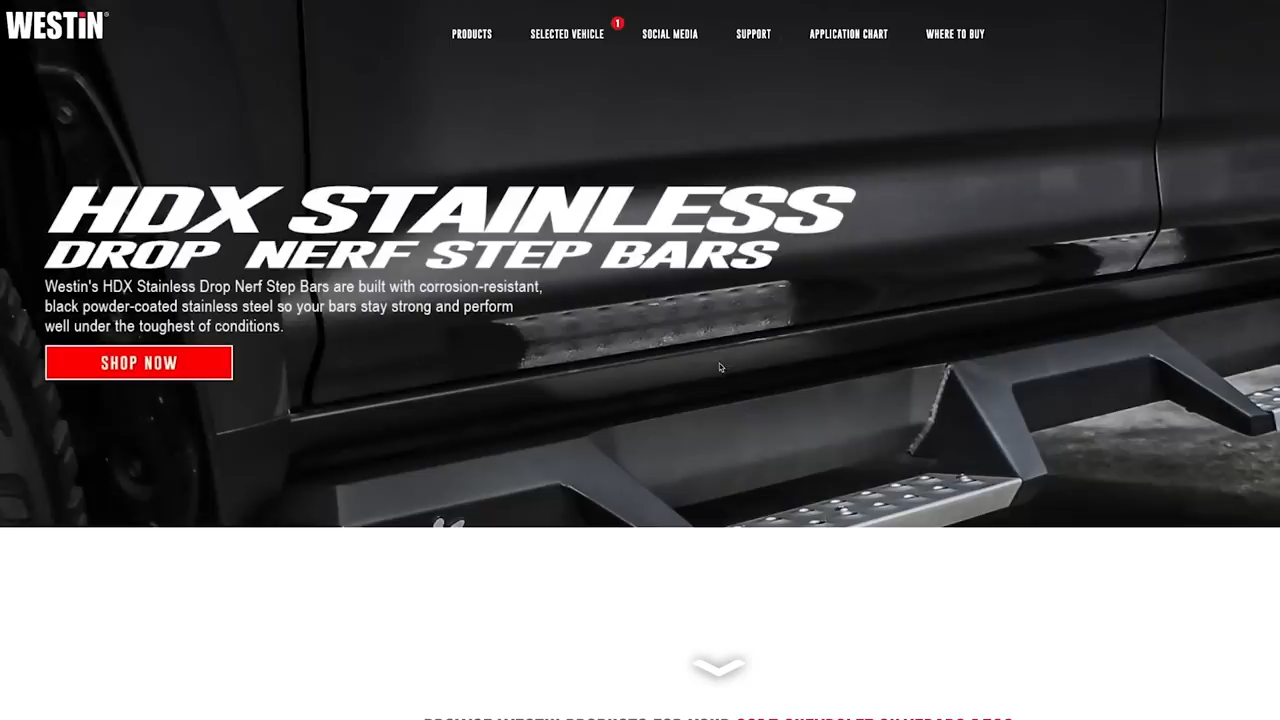 WESTiN®
PRODUCTS
SELECTED VEHICLE
1
SOCIAL MEDIA
SUPPORT
APPLICATION CHART
WHERE TO BUY
HDX STAINLESS
DROP NERF STEP BARS
Westin's HDX Stainless Drop Nerf Step Bars are built with corrosion-resistant,
black powder-coated stainless steel so your bars stay strong and perform
well under the toughest of conditions.
SHOP NOW